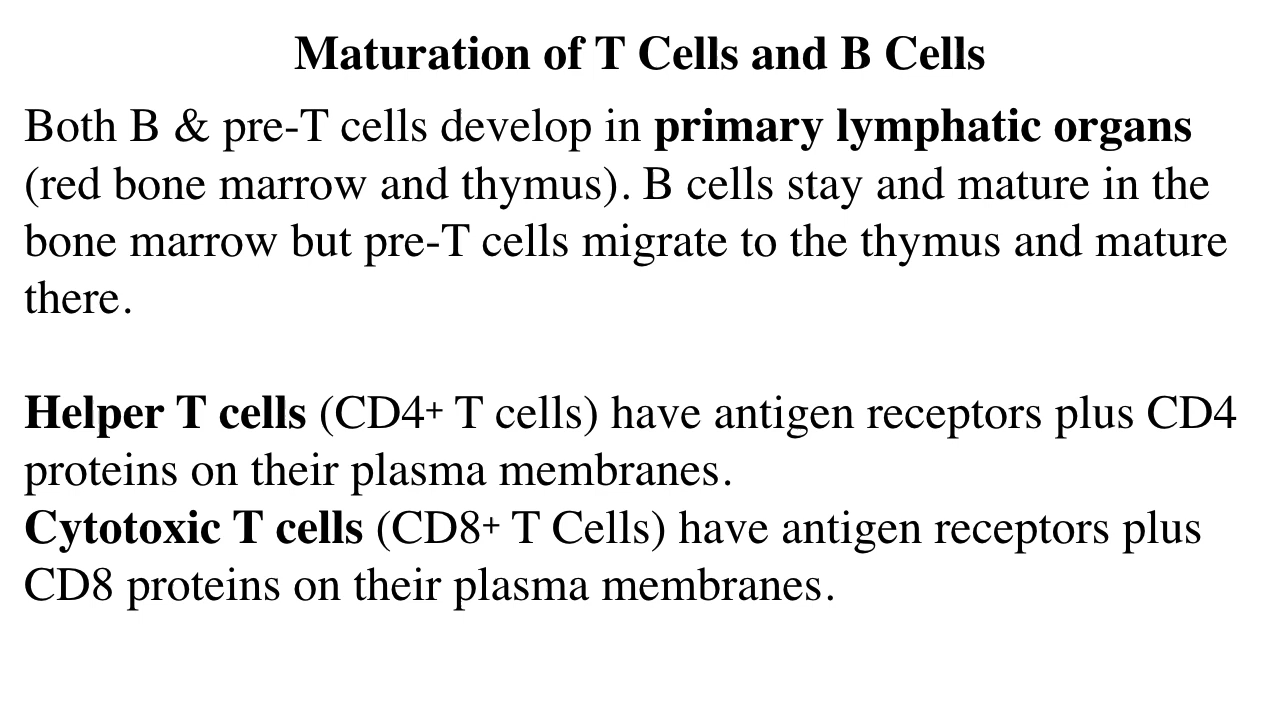 Maturation of T Cells and B Cells
Both B & pre-T cells develop in primary lymphatic organs
(red bone marrow and thymus). B cells stay and mature in the
bone marrow but pre-T cells migrate to the thymus and mature
there.
Helper T cells (CD4⁺ T cells) have antigen receptors plus CD4
proteins on their plasma membranes.
Cytotoxic T cells (CD8⁺ T Cells) have antigen receptors plus
CD8 proteins on their plasma membranes.